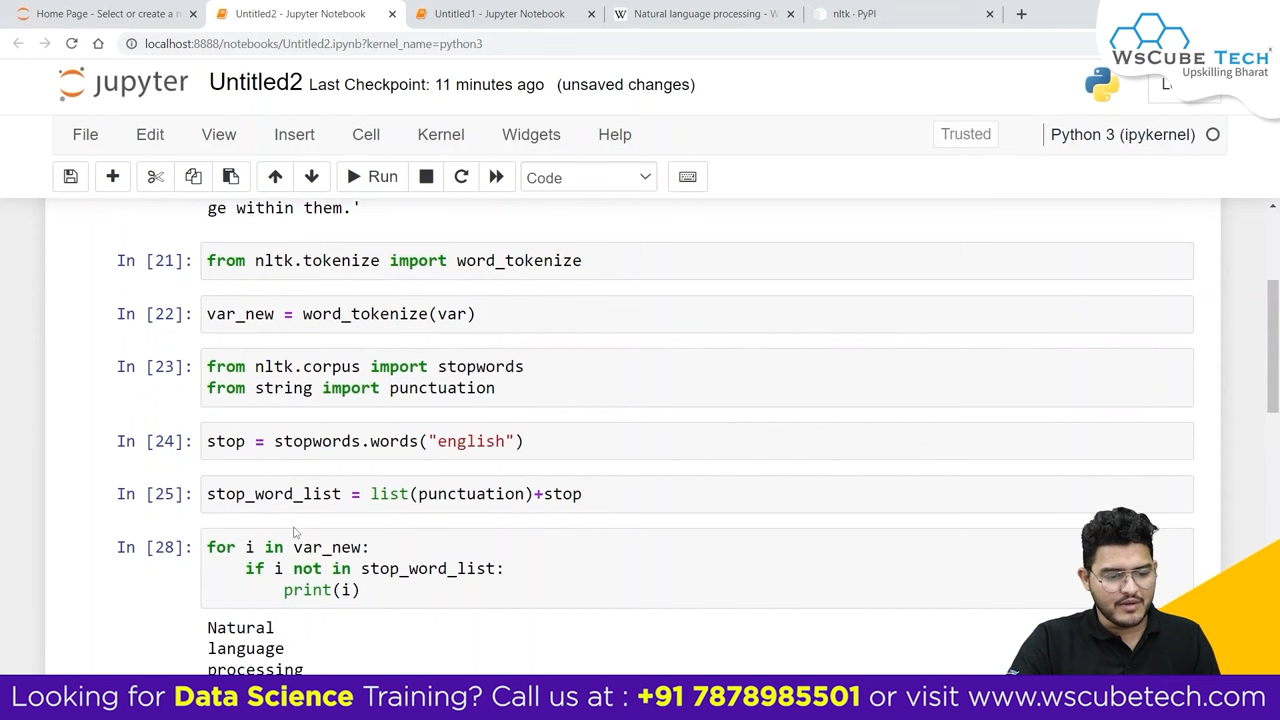 Home Page - Select or create a n
Untitled2 - Jupyter Notebook
Untitled1 - Jupyter Notebook
Natural language processing - W
nltk · PyPI
localhost:8888/notebooks/Untitled2.ipynb?kernel_name=python3
WsCube Tech
Upskilling Bharat
jupyter
Untitled2 Last Checkpoint: 11 minutes ago (unsaved changes)
File Edit View Insert Cell Kernel Widgets Help
Trusted
Python 3 (ipykernel)
Run
Code
ge within them.'
In [21]: from nltk.tokenize import word_tokenize
In [22]: var_new = word_tokenize(var)
In [23]: from nltk.corpus import stopwords
from string import punctuation
In [24]: stop = stopwords.words("english")
In [25]: stop_word_list = list(punctuation)+stop
In [28]: for i in var_new:
if i not in stop_word_list:
print(i)
Natural
language
processing
Looking for Data Science Training? Call us at : +91 7878985501 or visit www.wscubetech.com